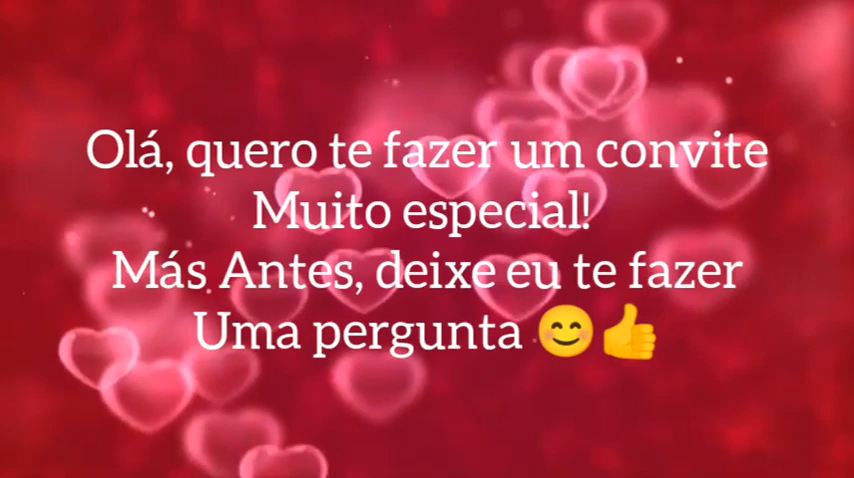 Olá, quero te fazer um convite
Muito especial!
Más Antes, deixe eu te fazer
Uma pergunta 😊👍